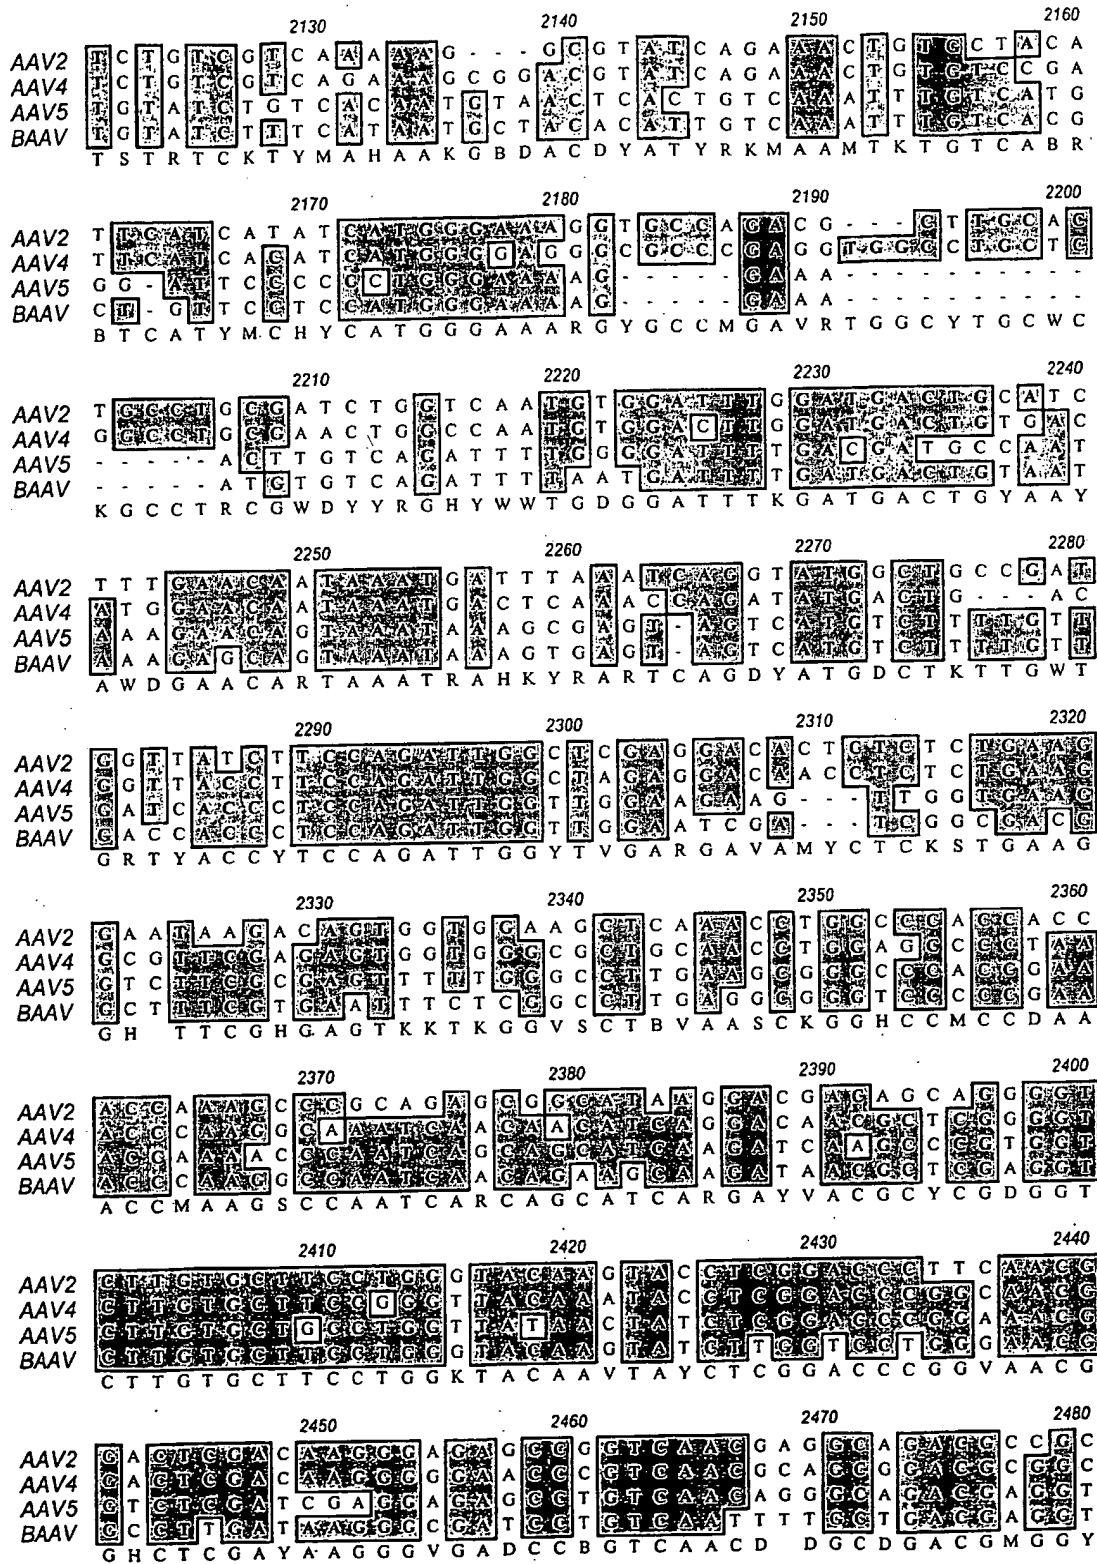 2130 2140 2150 2160
AAV2 T C T G T C G T C A A A A A G - - - G C G T A T C A G A A A C T G T G C T A C A
AAV4 T C T G T C G T C A G A A A G C G G A C G T A T C A G A A A C T G T G T C C G A
AAV5 T G T A T C T G T C A C A A T G T A A C T C A C T G T C A A A T T T G T C A T G
BAAV T G T A T C T T T C A T A A T G C T A C A C A T T G T C A A A T T T G T C A C G
T S T R T C K T Y M A H A A K G B D A C D Y A T Y R K M A A M T K T G T C A B R
2170 2180 2190 2200
AAV2 T T C A T C A T A T C A T G G G A A A G G T G C C A G A C G - - - C T T G C A C
AAV4 T T C A T C A C A T C A T G G G G A G G G C G C C C G A G G T G G C C T G C T C
AAV5 G G - A T T C C C C C C T G G G A A A A G - - - - - G A A A - - - - - - - - - -
BAAV C T - G T T C C T C C A T G G G A A A A G - - - - - G A A A - - - - - - - - - -
B T C A T Y M C H Y C A T G G G A A A R G Y G C C M G A V R T G G C Y T G C W C
2210 2220 2230 2240
AAV2 T G C C T G C G A T C T G G T C A A T G T G G A T T T G G A T G A C T G C A T C
AAV4 G G C C T G C G A A C T G G C C A A T G T G G A C T T G G A T G A C T G T G A C
AAV5 - - - - - A C T T G T C A C A T T T T G G G G A T T T T G A C G A T G C C A A T
BAAV - - - - - A T G T G T C A G A T T T T A A T G A T T T T G A T G A C T G T A A T
K G C C T R C G W D Y Y R G H Y W W T G D G G A T T T K G A T G A C T G Y A A Y
2250 2260 2270 2280
AAV2 T T T G A A C A A T A A A T G A T T T A A A T C A G G T A T G G C T G C C G A T
AAV4 A T G G A A C A A T A A A T G A C T C A A A C C A G A T A T G A C T G - - - A C
AAV5 A A A G A A C A G T A A A T A A A G C G A G T - A G T C A T G T C T T T T G T T
BAAV A A A G A G C A G T A A A T A A A G T G A G T - A G T C A T G T C T T T T G T T
A W D G A A C A R T A A A T R A H K Y R A R T C A G D Y A T G D C T K T T G W T
2290 2300 2310 2320
AAV2 G G T T A T C T T C C A G A T T G G C T C G A G G A C A C T C T C T C T G A A G
AAV4 G G T T A C C T T C C A G A T T G G C T A G A G G A C A A C C T C T C T G A A G
AAV5 G A T C A C C C T C C A G A T T G G T T G G A A G A A G - - - T T G G T G A A G
BAAV G A C C A C C C T C C A G A T T G G T T G G A A T C G A - - - T C G G C G A C G
G R T Y A C C Y T C C A G A T T G G Y T V G A R G A V A M Y C T C K S T G A A G
2330 2340 2350 2360
AAV2 G A A T A A G A C A G T G G T G G A A G C T C A A A C C T G G C C C A C C A C C
AAV4 G C G T T C G A G A G T G G T G G G C G C T G C A A C C T G G A G C C C C T A A
AAV5 G T C T T C G C G A G T T T T T G G G C C T T G A A G C G G G C C C A C C G A A
BAAV G C T T T C G T G A A T T T C T C G G C C T T G A G G C G G G T C C C C C G A A
G H T T C G H G A G T K K T K G G V S C T B V A A S C K G G H C C M C C D A A
2370 2380 2390 2400
AAV2 A C C A A A G C C C G C A G A G C G G C A T A A G G A C G A C A G C A G G G G T
AAV4 A C C C A A G G C A A A T C A A C A A C A T C A G G A C A A C G C T C G G G G T
AAV5 A C C G A A A C C C A A T C A G C A G C A T C A A G A T C A A G C C C G T G G T
BAAV A C C C A A G C C C A A T C A A C A G A A G C A A G A T A A C G C T C G A G G T
A C C M A A G S C C A A T C A R C A G C A T C A R G A Y V A C G C Y C G D G G T
2410 2420 2430 2440
AAV2 C T T G T G C T T C C T G G G T A C A A G T A C C T C G G A C C C T T C A A C G
AAV4 C T T G T G C T T C C G G G T T A C A A A T A C C T C G G A C C C G G C A A C G
AAV5 C T T G T G C T G C C T G G T T A T A A C T A T C T C G G A C C C G G A A A C G
BAAV C T T G T G C T T C C T G G G T A C A A G T A T C T T G G T C C T G G G A A C G
C T T G T G C T T C C T G G K T A C A A V T A Y C T C G G A C C C G G V A A C G
2450 2460 2470 2480
AAV2 G A C T C G A C A A G G G A G A G C C G G T C A A C G A G G C A G A C G C C G C
AAV4 G A C T C G A C A A G G G G G A A C C C G T C A A C G C A G C G G A C G C G G C
AAV5 G T C T C G A T C G A G G A G A G C C T G T C A A C A G G G C A G A C G A G G T
BAAV G C C T T G A T A A G G G C G A T C C T G T C A A T T T T G C T G A C G A G G T
G H C T C G A Y A A G G G V G A D C C B G T C A A C D D G C D G A C G M G G Y